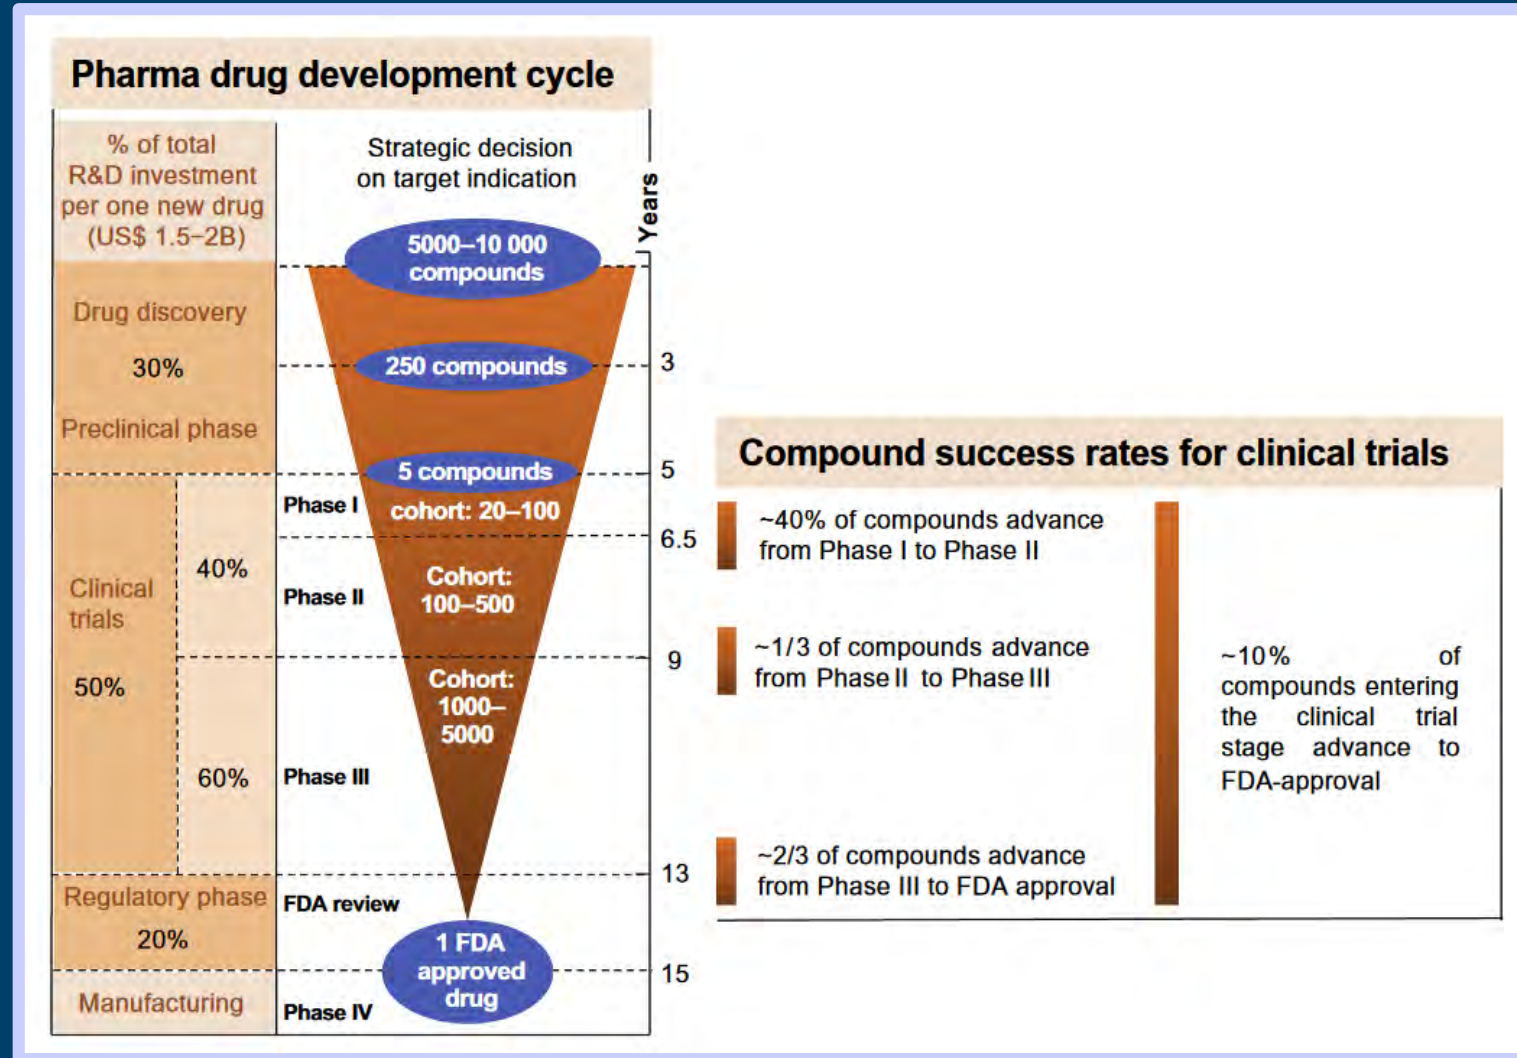 Pharma drug development cycle
% of total
R&D investment
per one new drug
(US$ 1.5–2B)
Strategic decision
on target indication
Years
5000–10 000
compounds
Drug discovery
30%
250 compounds
3
Preclinical phase
5 compounds
5
Phase I
cohort: 20–100
6.5
Clinical
trials
50%
40%
Phase II
Cohort:
100–500
9
Cohort:
1000–
5000
60%
Phase III
13
Regulatory phase
20%
FDA review
1 FDA
approved
drug
15
Manufacturing
Phase IV
Compound success rates for clinical trials
~40% of compounds advance
from Phase I to Phase II
~1/3 of compounds advance
from Phase II to Phase III
~2/3 of compounds advance
from Phase III to FDA approval
~10% of
compounds entering
the clinical trial
stage advance to
FDA-approval